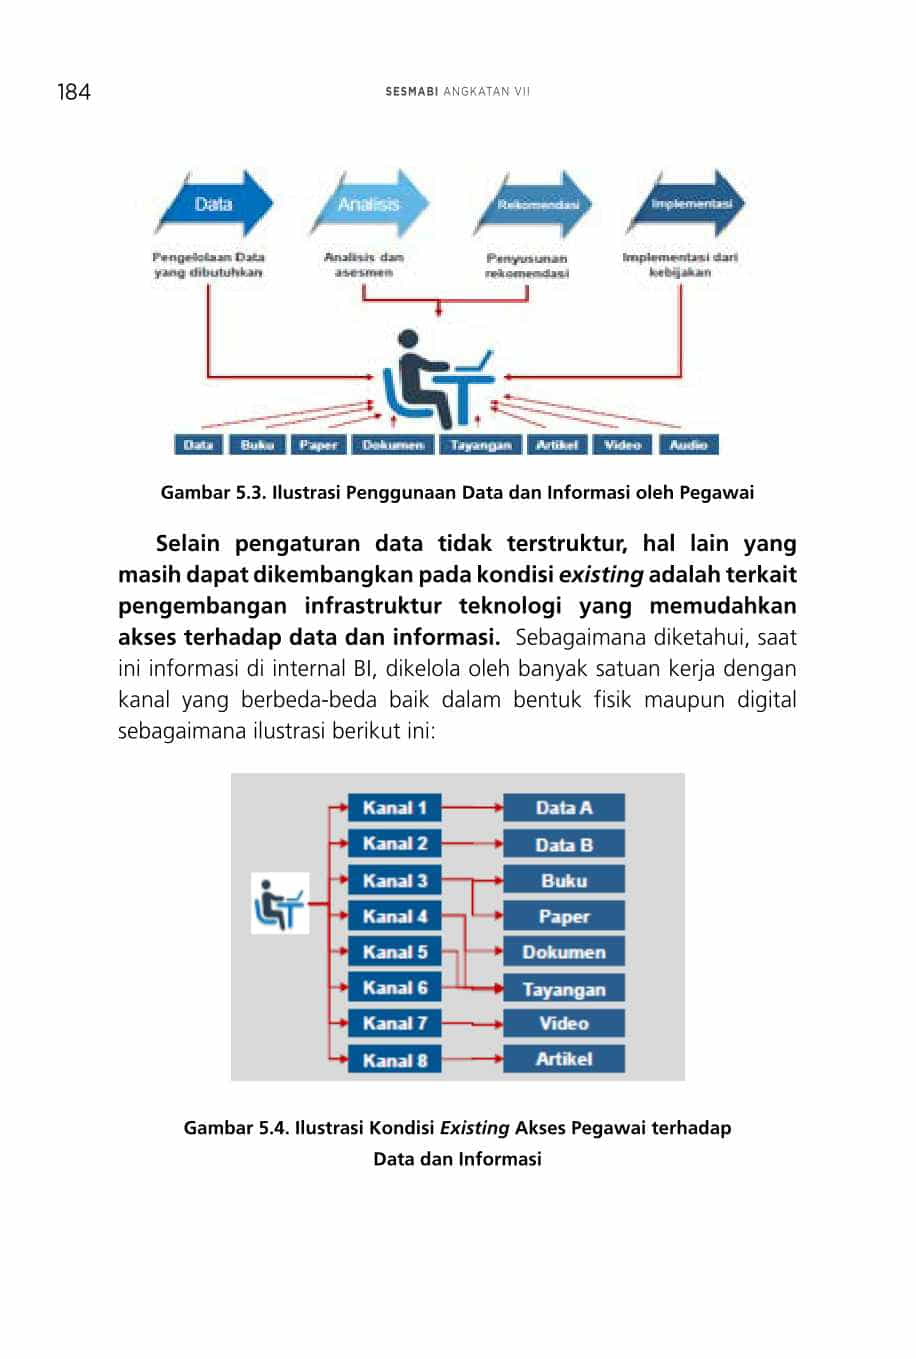 184
SESMABI ANGKATAN VII
Data
Analisis
Rekomendasi
Implementasi
Pengelolaan Data
yang dibutuhkan
Analisis dan
asesmen
Penyusunan
rekomendasi
Implementasi dari
kebijakan
Data Buku Paper Dokumen Tayangan Artikel Video Audio
Gambar 5.3. Ilustrasi Penggunaan Data dan Informasi oleh Pegawai
Selain pengaturan data tidak terstruktur, hal lain yang
masih dapat dikembangkan pada kondisi existing adalah terkait
pengembangan infrastruktur teknologi yang memudahkan
akses terhadap data dan informasi. Sebagaimana diketahui, saat
ini informasi di internal BI, dikelola oleh banyak satuan kerja dengan
kanal yang berbeda-beda baik dalam bentuk fisik maupun digital
sebagaimana ilustrasi berikut ini:
Kanal 1 Data A
Kanal 2 Data B
Kanal 3 Buku
Kanal 4 Paper
Kanal 5 Dokumen
Kanal 6 Tayangan
Kanal 7 Video
Kanal 8 Artikel
Gambar 5.4. Ilustrasi Kondisi Existing Akses Pegawai terhadap
Data dan Informasi